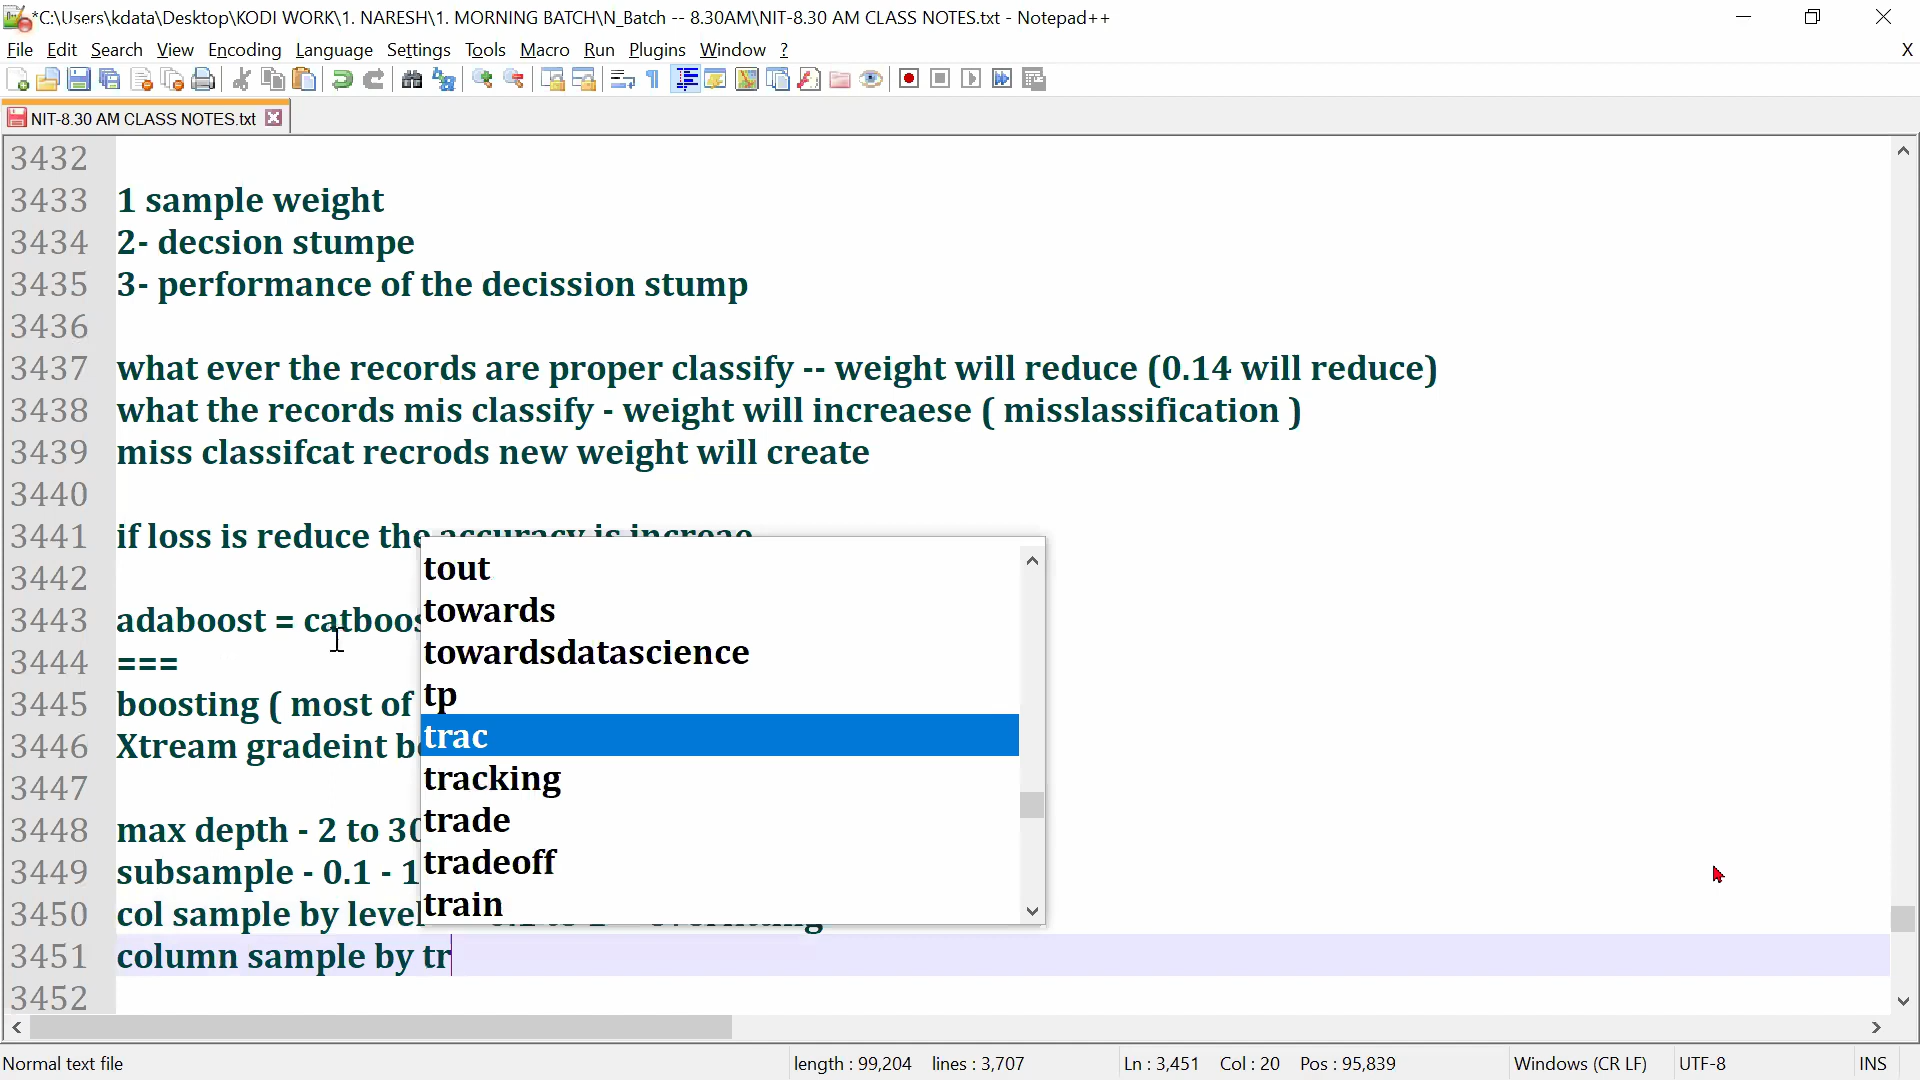 *C:\Users\kdata\Desktop\KODI WORK\1. NARESH\1. MORNING BATCH\N_Batch -- 8.30AM\NIT-8.30 AM CLASS NOTES.txt - Notepad++
File Edit Search View Encoding Language Settings Tools Macro Run Plugins Window ? X
NIT-8.30 AM CLASS NOTES.txt
3432
3433 1 sample weight
3434 2- decsion stumpe
3435 3- performance of the decission stump
3436
3437 what ever the records are proper classify -- weight will reduce (0.14 will reduce)
3438 what the records mis classify - weight will increaese ( misslassification )
3439 miss classifcat recrods new weight will create
3440
3441 if loss is reduce the accuracy is increae
3442
3443 adaboost = catboos
3444 ===
3445 boosting ( most of
3446 Xtream gradeint b
3447
3448 max depth - 2 to 30
3449 subsample - 0.1 - 1
3450 col sample by level
3451 column sample by tr
3452
tout
towards
towardsdatascience
tp
trac
tracking
trade
tradeoff
train
Normal text file length : 99,204 lines : 3,707 Ln : 3,451 Col : 20 Pos : 95,839 Windows (CR LF) UTF-8 INS